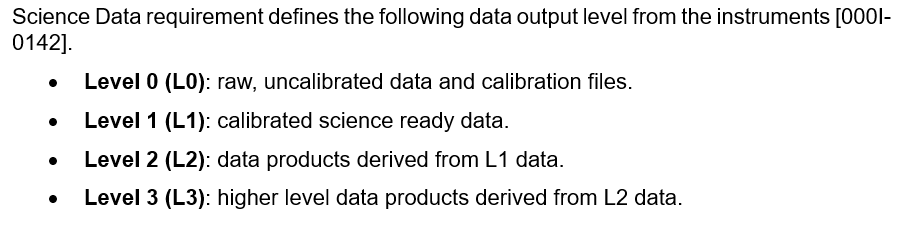 Science Data requirement defines the following data output level from the instruments [000I-
0142].
• Level 0 (L0): raw, uncalibrated data and calibration files.
• Level 1 (L1): calibrated science ready data.
• Level 2 (L2): data products derived from L1 data.
• Level 3 (L3): higher level data products derived from L2 data.